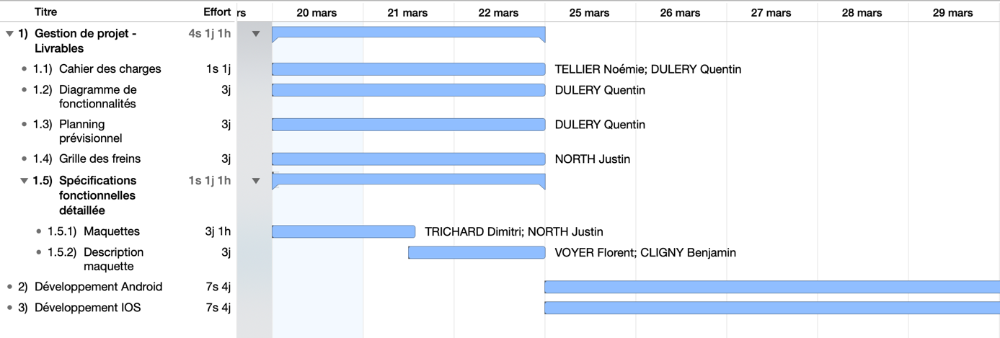 Titre Effort rs 20 mars 21 mars 22 mars 25 mars 26 mars 27 mars 28 mars 29 mars
1) Gestion de projet - 4s 1j 1h
Livrables
1.1) Cahier des charges 1s 1j TELLIER Noémie; DULERY Quentin
1.2) Diagramme de 3j DULERY Quentin
fonctionnalités
1.3) Planning 3j DULERY Quentin
prévisionnel
1.4) Grille des freins 3j NORTH Justin
1.5) Spécifications 1s 1j 1h
fonctionnelles
détaillée
1.5.1) Maquettes 3j 1h TRICHARD Dimitri; NORTH Justin
1.5.2) Description 3j VOYER Florent; CLIGNY Benjamin
maquette
2) Développement Android 7s 4j
3) Développement IOS 7s 4j